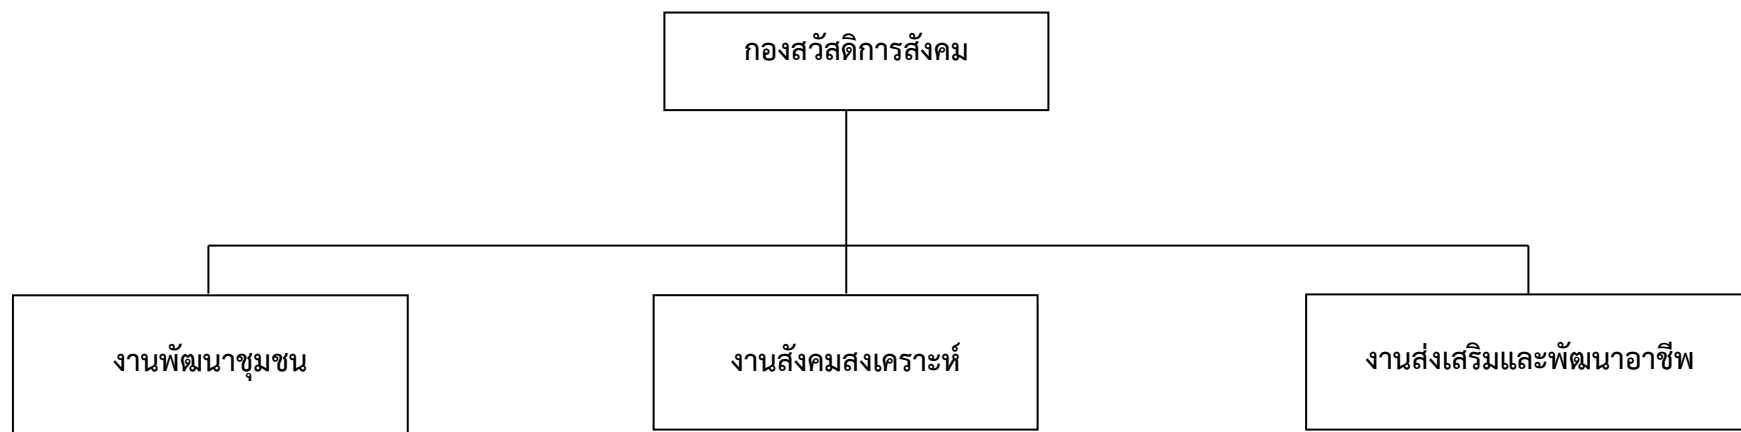 กองสวัสดิการสังคม
งานพัฒนาชุมชน
งานสังคมสงเคราะห์
งานส่งเสริมและพัฒนาอาชีพ